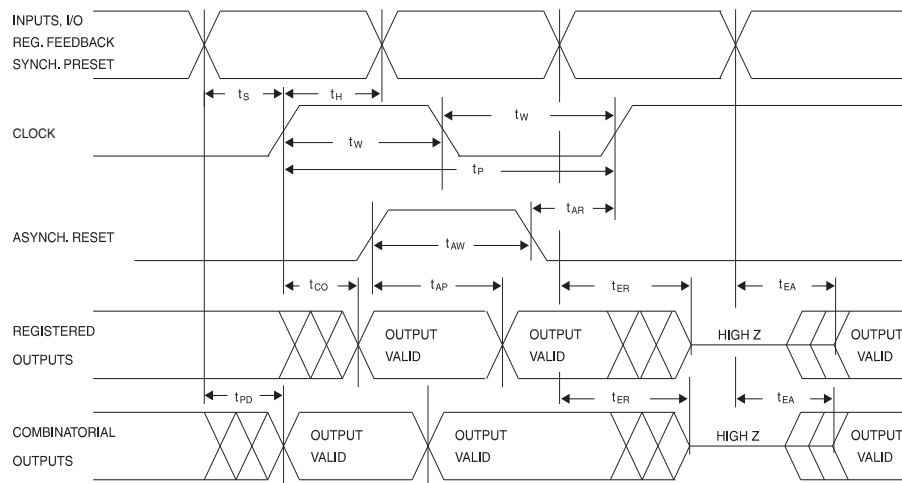 INPUTS, I/O
REG. FEEDBACK
SYNCH. PRESET
tS
tH
tW
CLOCK
tW
tP
tAR
ASYNCH. RESET
tAW
tCO
tAP
tER
tEA
REGISTERED
OUTPUTS
OUTPUT
VALID
OUTPUT
VALID
HIGH Z
OUTPUT
VALID
tPD
tER
tEA
COMBINATORIAL
OUTPUTS
OUTPUT
VALID
OUTPUT
VALID
HIGH Z
OUTPUT
VALID